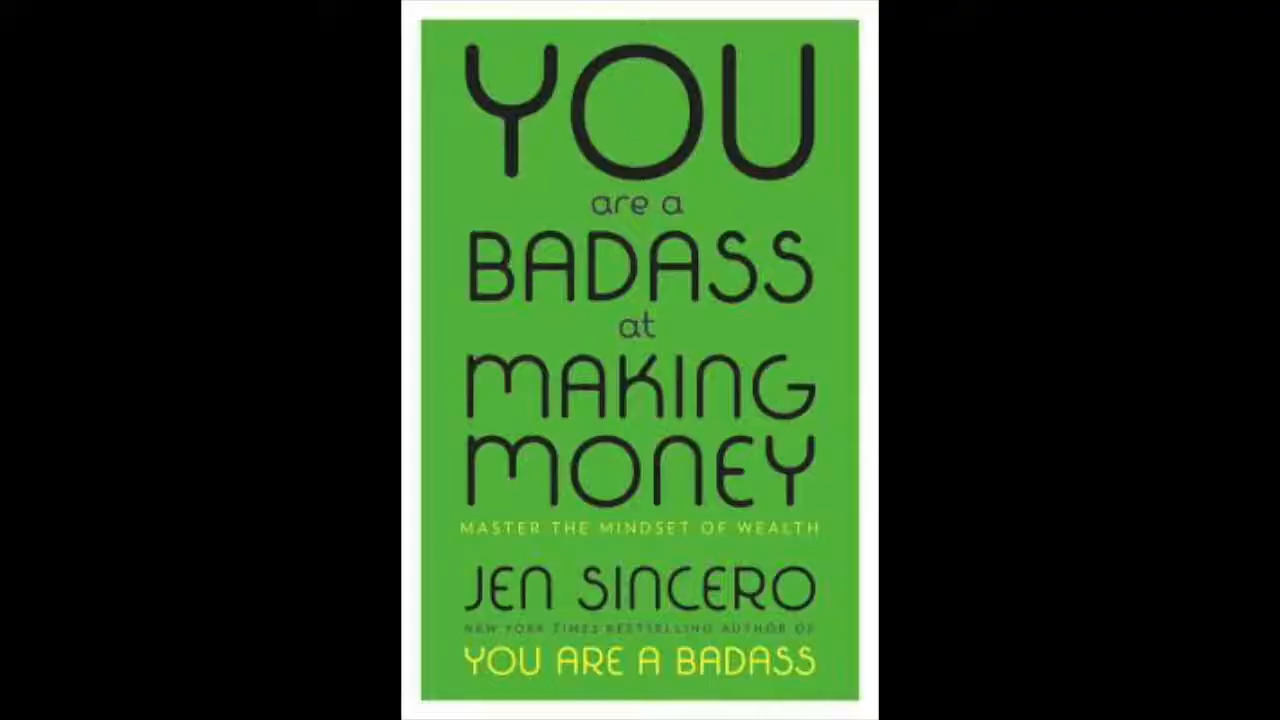 YOU
are a
BADASS
at
MAKING
MONEY
MASTER THE MINDSET OF WEALTH
JEN SINCERO
NEW YORK TIMES BESTSELLING AUTHOR OF
YOU ARE A BADASS